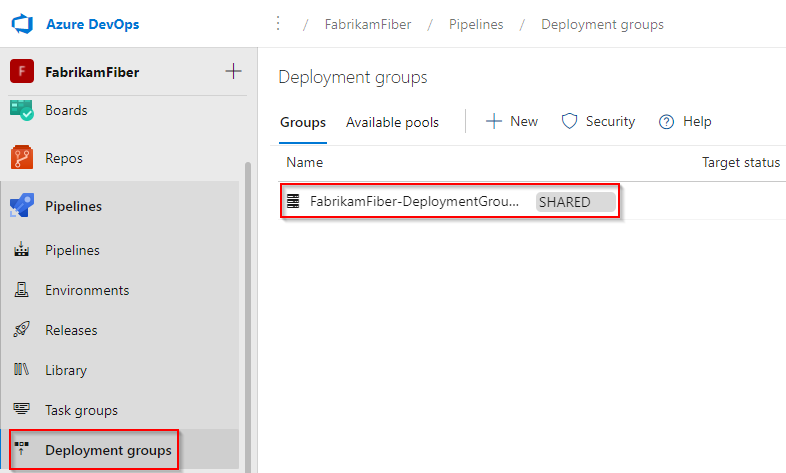 Azure DevOps
/ FabrikamFiber / Pipelines / Deployment groups
F FabrikamFiber
Boards
Repos
Pipelines
Pipelines
Environments
Releases
Library
Task groups
Deployment groups
Deployment groups
Groups Available pools New Security Help
Name Target status
FabrikamFiber-DeploymentGrou... SHARED